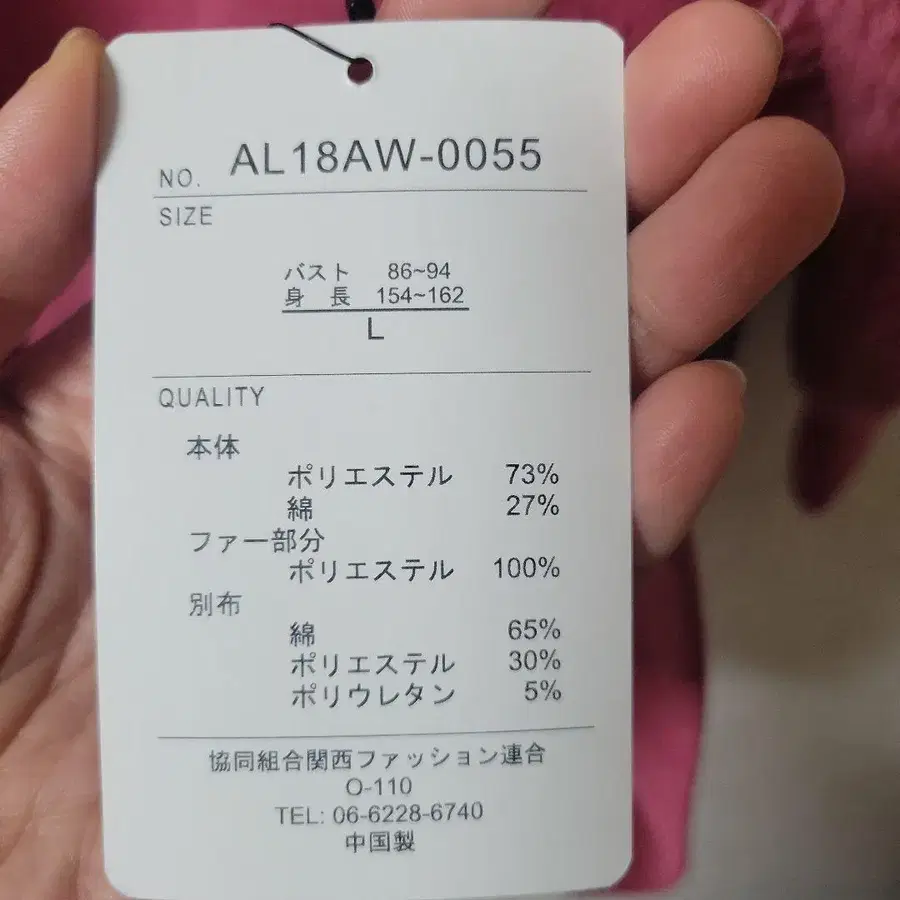 NO. AL18AW-0055
SIZE
バスト 86~94
身 長 154~162
L
QUALITY
本体
ポリエステル 73%
綿 27%
ファー部分
ポリエステル 100%
別布
綿 65%
ポリエステル 30%
ポリウレタン 5%
協同組合関西ファッション連合
O-110
TEL: 06-6228-6740
中国製